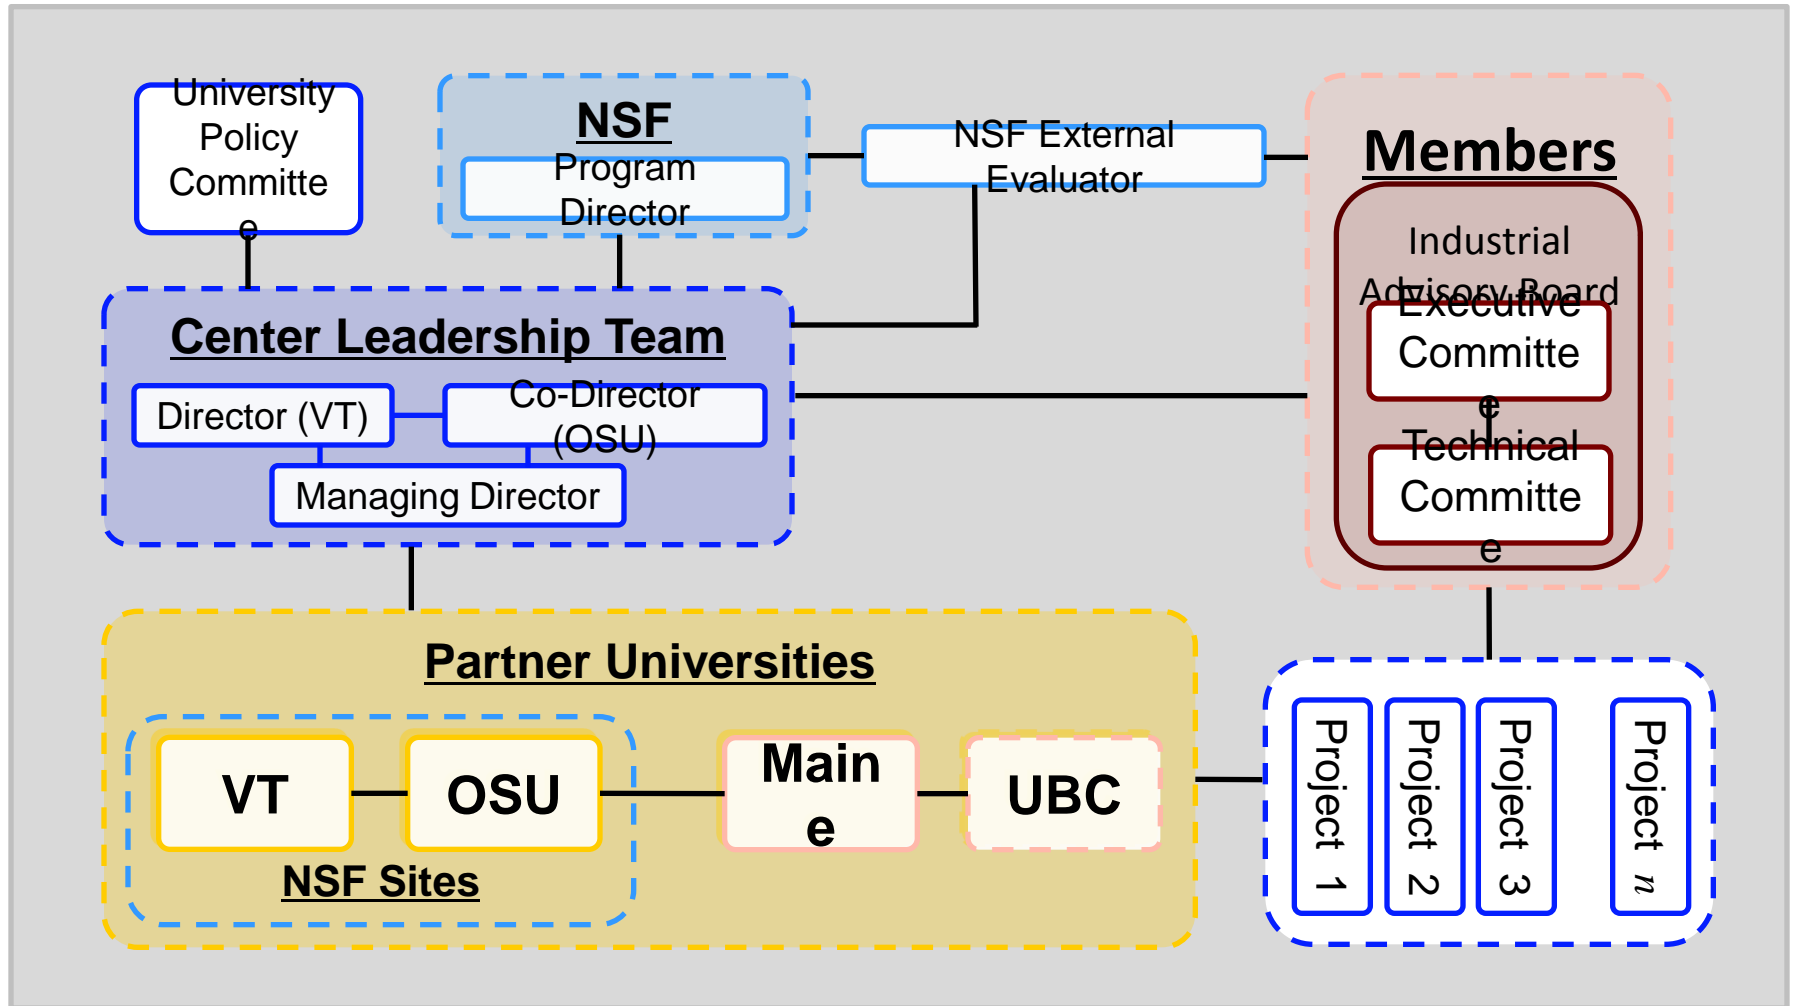 University
Policy
Committe
e
NSF
Program
Director
NSF External
Evaluator
Members
Industrial
Advisory Board
Executive
Committe
e
Technical
Committe
e
Center Leadership Team
Director (VT)
Co-Director
(OSU)
Managing Director
Partner Universities
VT
OSU
Main
e
UBC
NSF Sites
Project 1
Project 2
Project 3
Project n